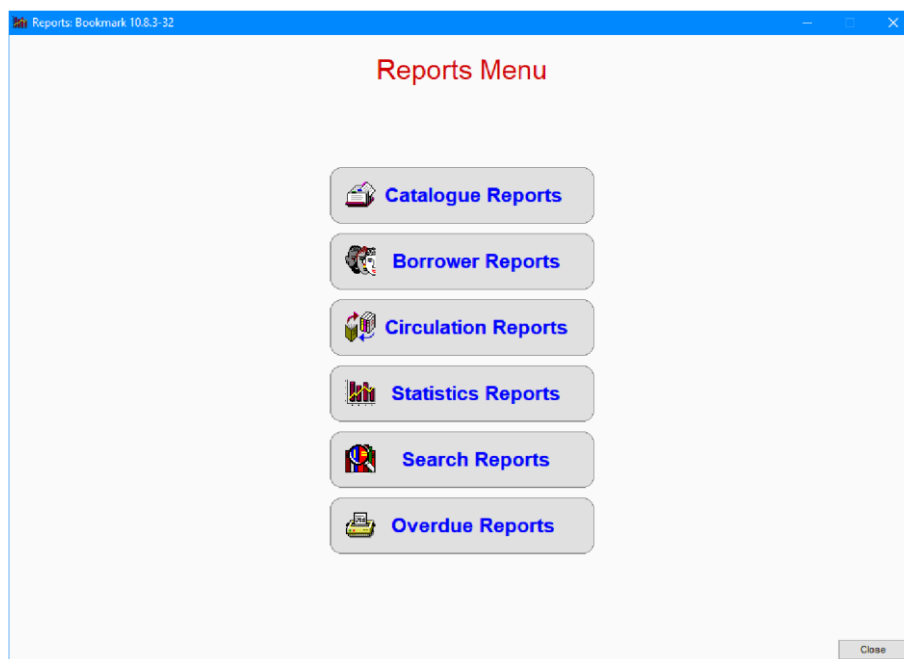 Reports: Bookmark 10.8.3-32
Reports Menu
Catalogue Reports
Borrower Reports
Circulation Reports
Statistics Reports
Search Reports
Overdue Reports
Close